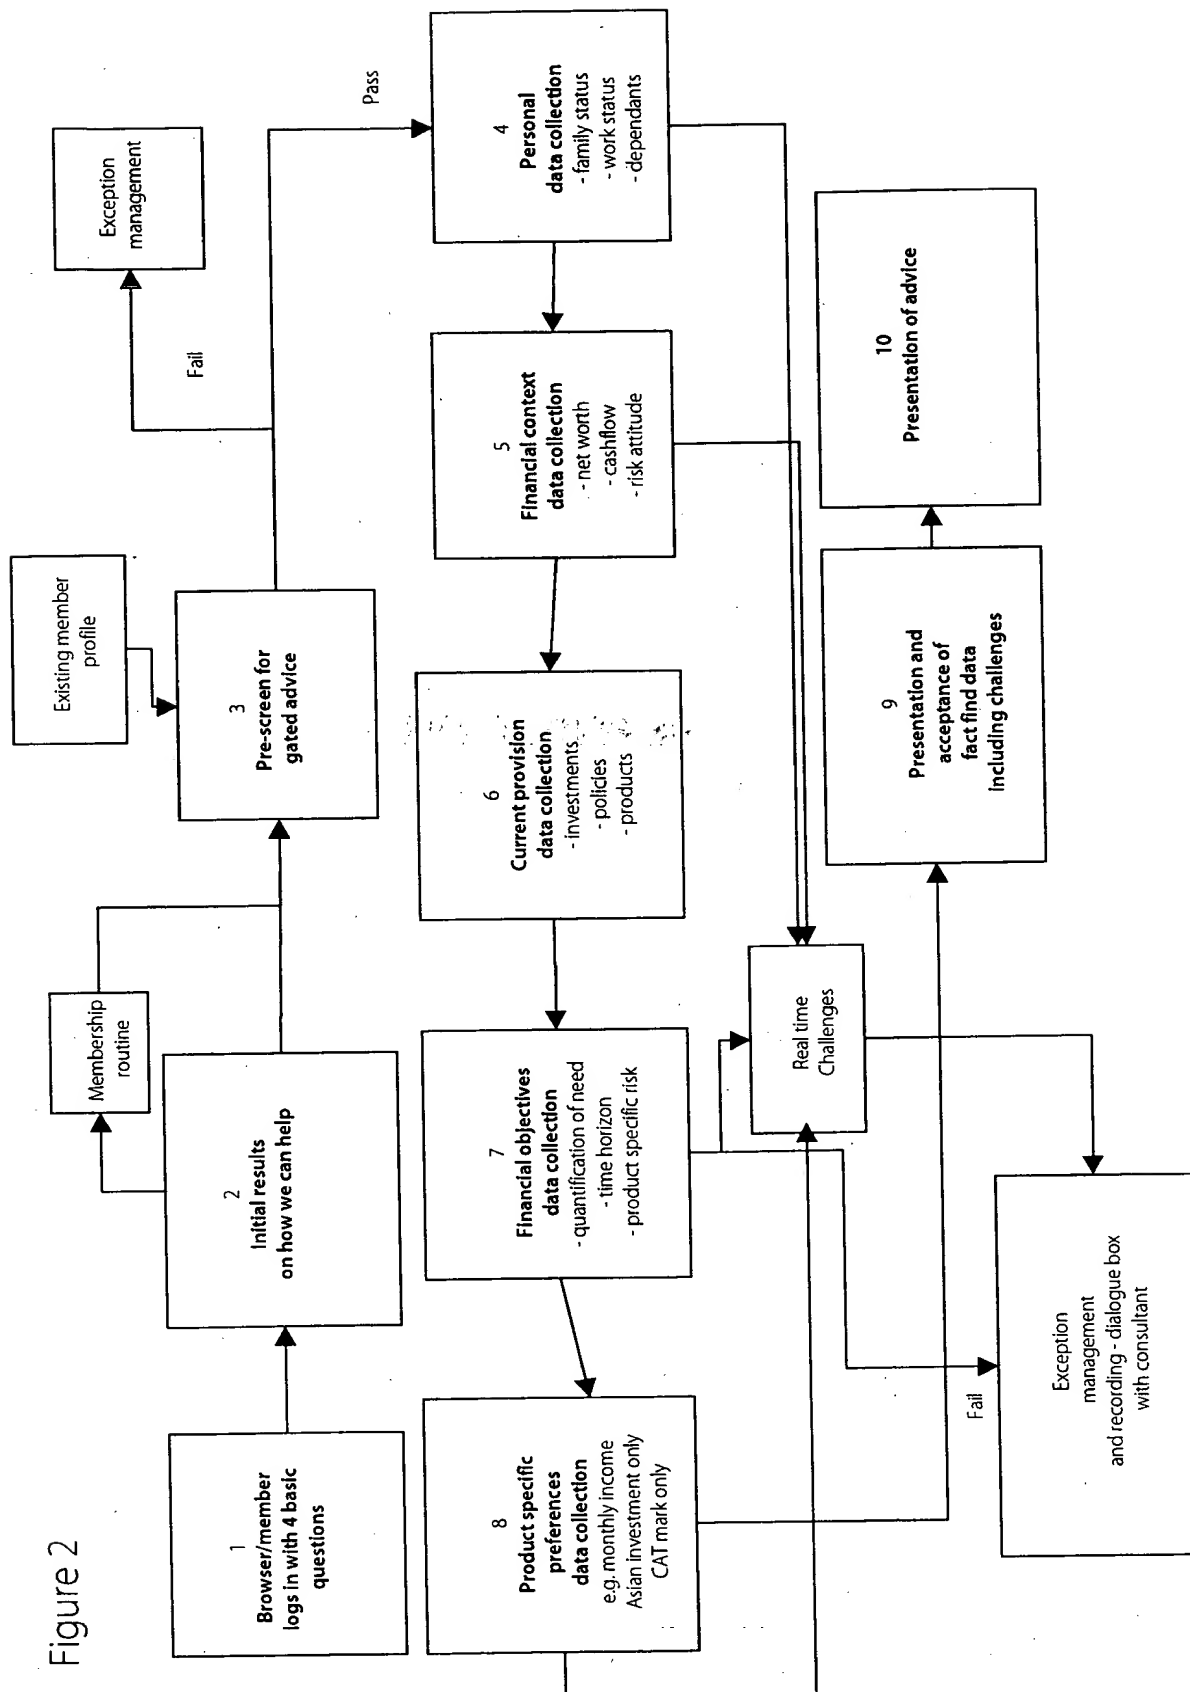 Figure 2
1
Browser/member
logs in with 4 basic
questions
2
Initial results
on how we can help
Membership
routine
Existing member
profile
3
Pre-screen for
gated advice
Fail
Exception
management
Pass
4
Personal
data collection
- family status
- work status
- dependants
5
Financial context
data collection
- net worth
- cashflow
- risk attitude
6
Current provision
data collection
- investments
- policies
- products
7
Financial objectives
data collection
- quantification of need
- time horizon
- product specific risk
8
Product specific
preferences
data collection
e.g. monthly income
Asian investment only
CAT mark only
Real time
Challenges
Fail
Exception
management
and recording - dialogue box
with consultant
9
Presentation and
acceptance of
fact find data
including challenges
10
Presentation of advice